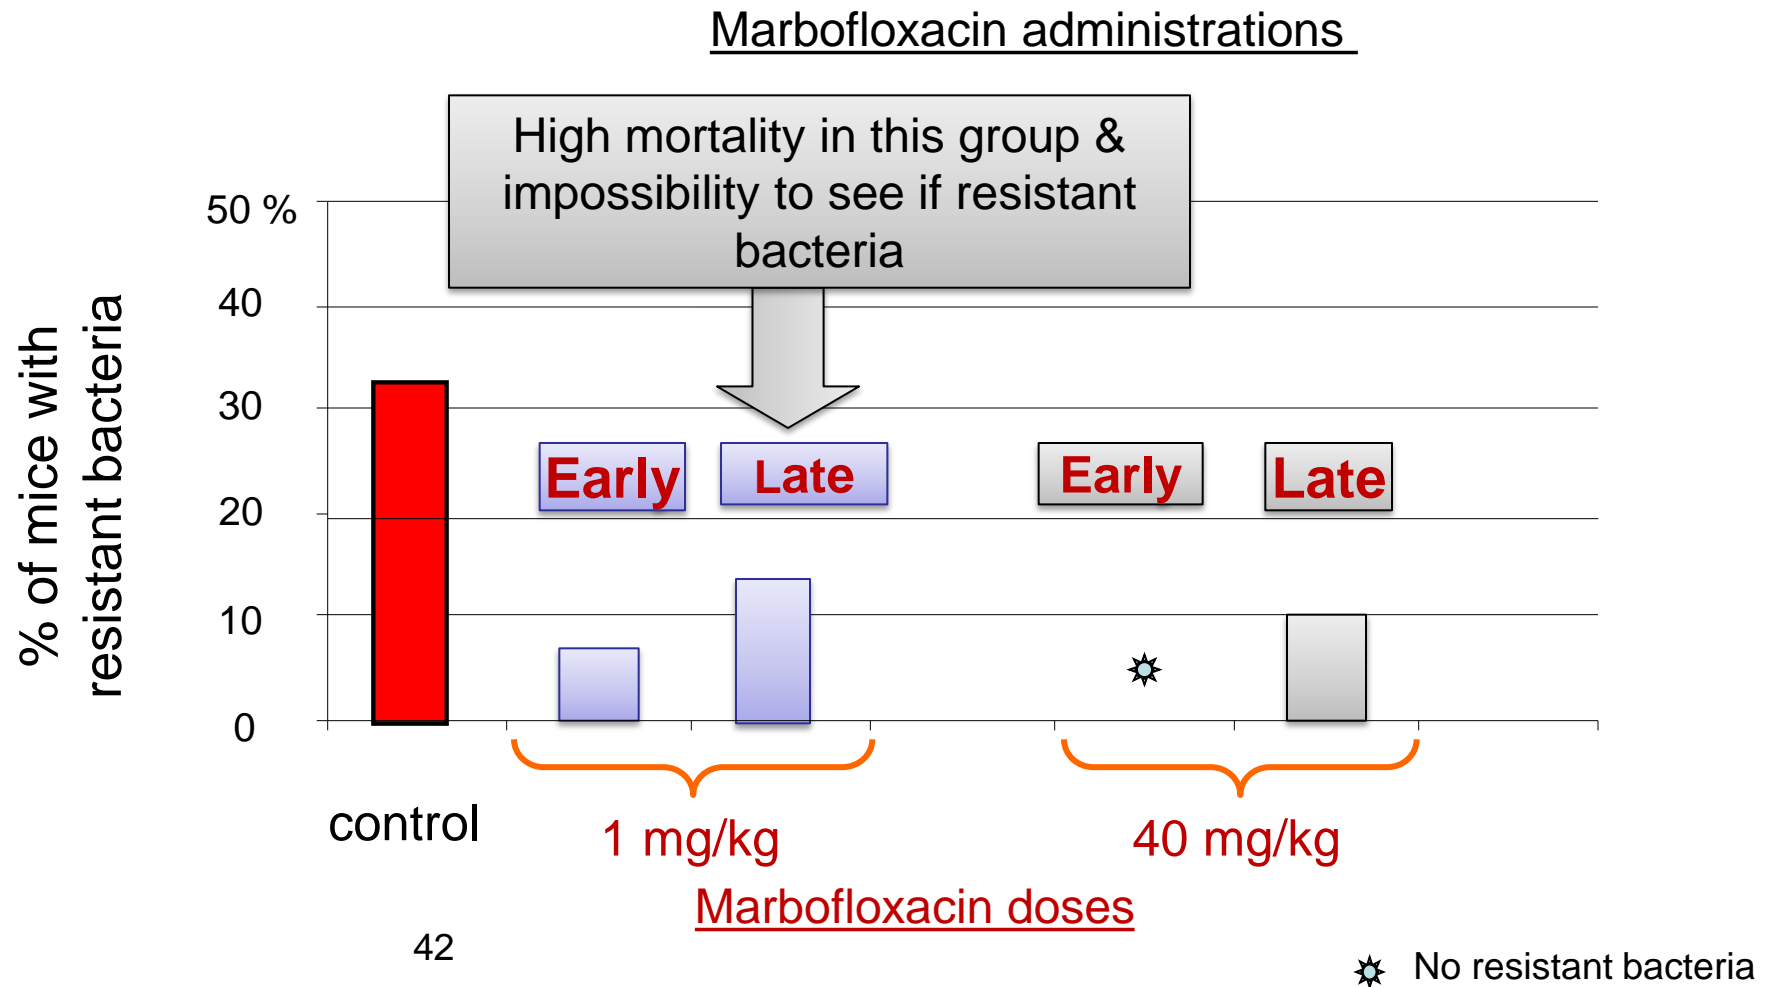 Marbofloxacin administrations
High mortality in this group &
impossibility to see if resistant
bacteria
% of mice with
resistant bacteria
50 %
40
30
20
10
0
Early
Late
Early
Late
control
1 mg/kg
40 mg/kg
Marbofloxacin doses
42
No resistant bacteria